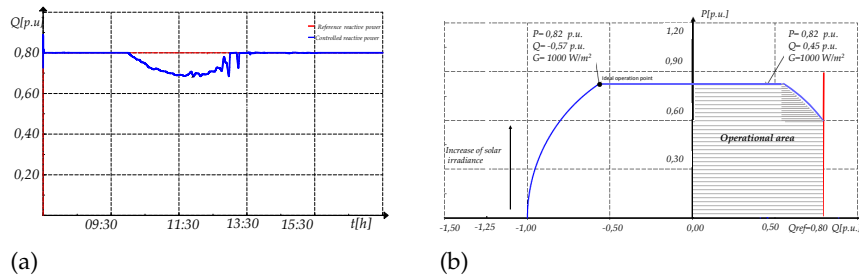 Q[p.u.]
Reference reactive power
Controlled reactive power
0,80
0,60
0,40
0,20
09:30
11:30
13:30
15:30
t[h]
(a)
P[p.u.]
P= 0,82 p.u.
Q= -0,57 p.u.
G= 1000 W/m²
P= 0,82 p.u.
Q= 0,45 p.u.
G=1000 W/m²
1,20
0,90
0,60
0,30
Ideal operation point
Increase of solar
irradiance
Operational area
-1,50
-1,25
-1,00
-0,50
0,00
0,50
Qref=0,80
Q[p.u.]
(b)